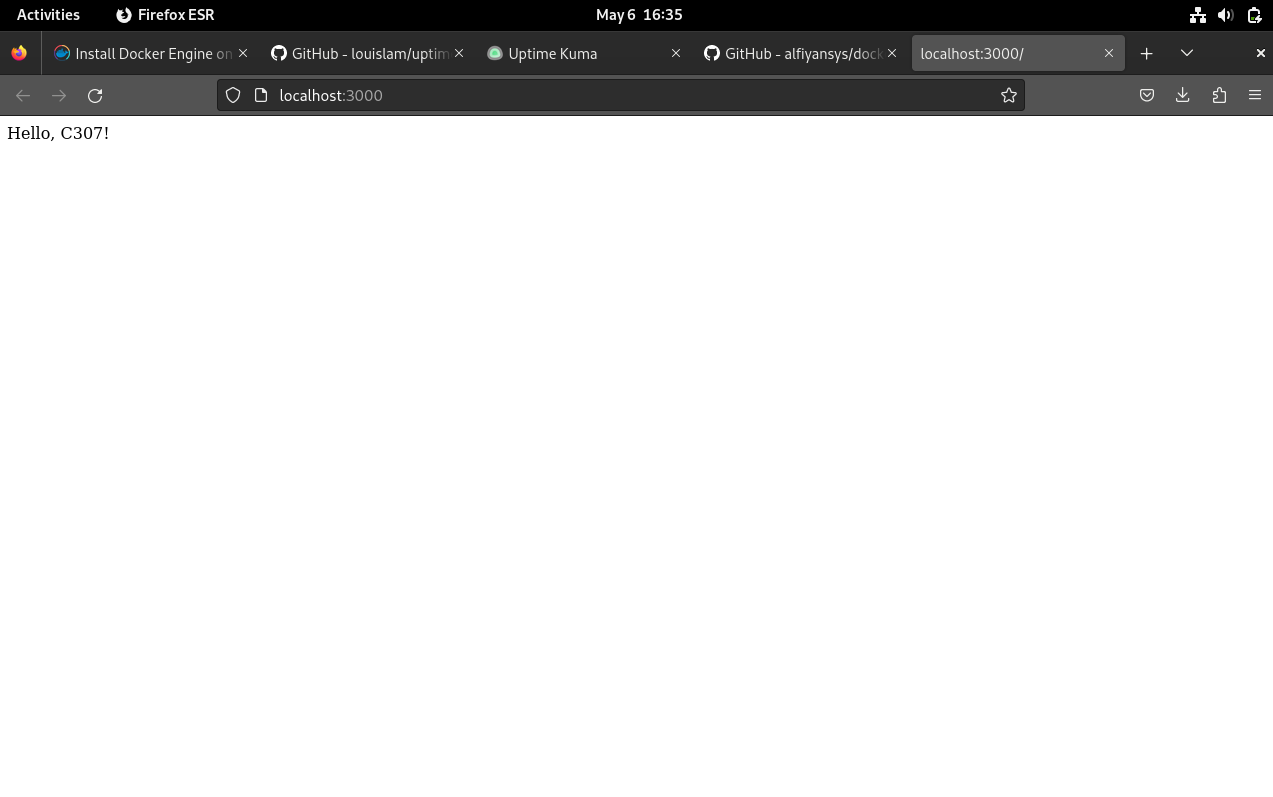 Activities Firefox ESR May 6 16:35
Install Docker Engine on GitHub - louislam/uptim Uptime Kuma GitHub - alfiyansys/dock localhost:3000/
localhost:3000
Hello, C307!